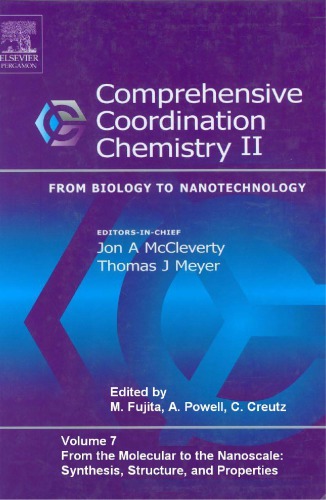 ELSEVIER
PERGAMON
Comprehensive
Coordination
Chemistry II
FROM BIOLOGY TO NANOTECHNOLOGY
EDITORS-IN-CHIEF
Jon A McCleverty
Thomas J Meyer
Edited by
M. Fujita, A. Powell, C. Creutz
Volume 7
From the Molecular to the Nanoscale:
Synthesis, Structure, and Properties